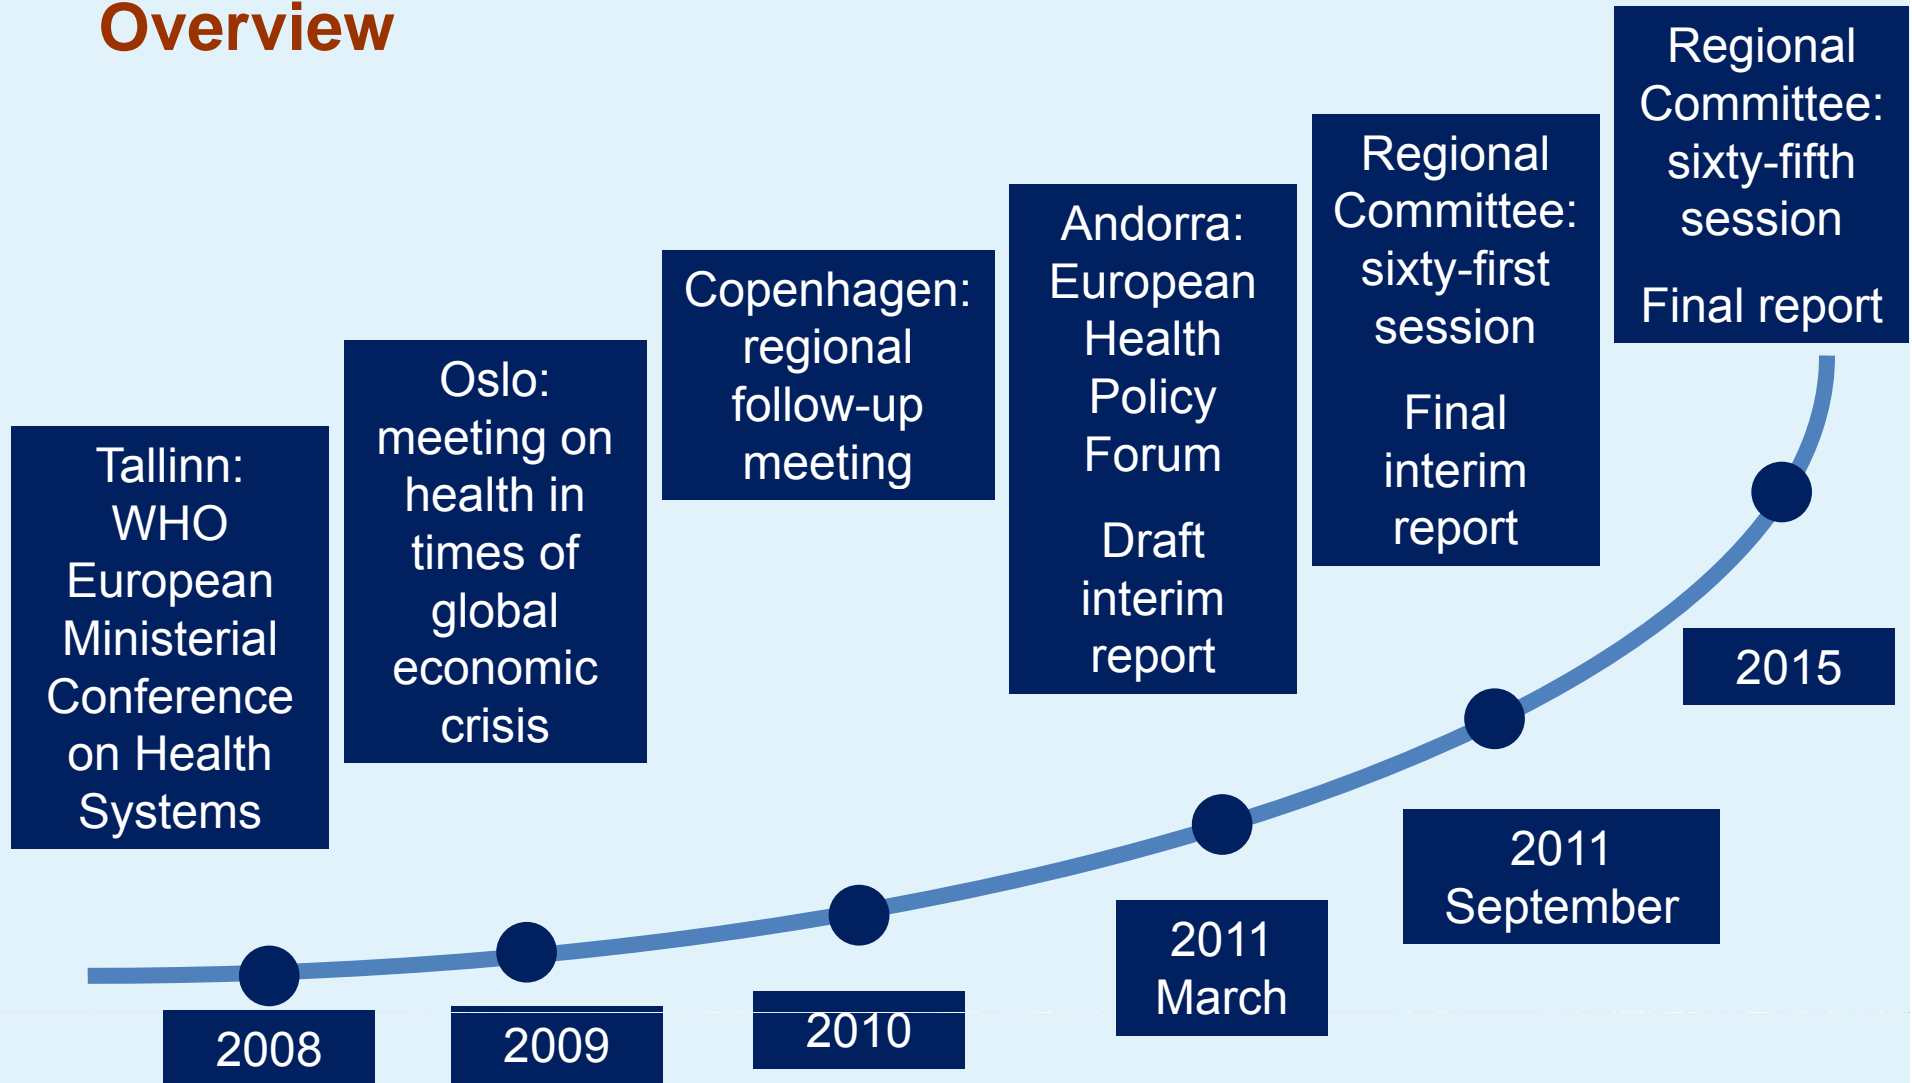 Overview
Tallinn:
WHO
European
Ministerial
Conference
on Health
Systems
Oslo:
meeting on
health in
times of
global
economic
crisis
Copenhagen:
regional
follow-up
meeting
Andorra:
European
Health
Policy
Forum
Draft
interim
report
Regional
Committee:
sixty-first
session
Final
interim
report
Regional
Committee:
sixty-fifth
session
Final report
2008
2009
2010
2011
March
2011
September
2015